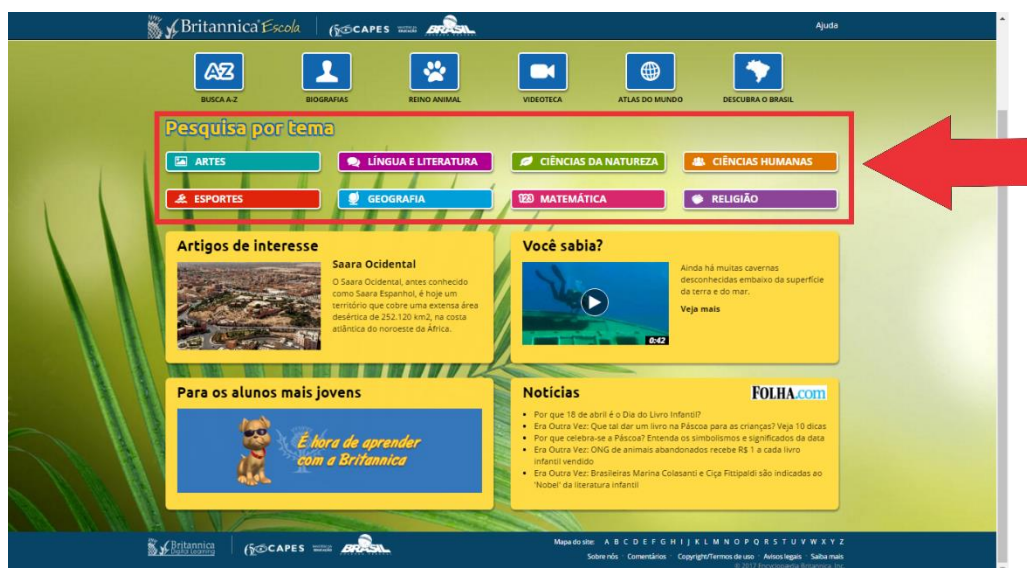 Britannica Escola CAPES BRASIL Ajuda
BUSCA A-Z BIOGRAFIAS REINO ANIMAL VIDEOTECA ATLAS DO MUNDO DESCUBRA O BRASIL
Pesquisa por tema
ARTES LÍNGUA E LITERATURA CIÊNCIAS DA NATUREZA CIÊNCIAS HUMANAS
ESPORTES GEOGRAFIA 123 MATEMÁTICA RELIGIÃO
Artigos de interesse
Saara Ocidental
O Saara Ocidental, antes conhecido
como Saara Espanhol, é hoje um
território que cobre uma extensa área
desértica de 252.120 km2, na costa
atlântica do noroeste da África.
Você sabia?
Ainda há muitas cavernas
desconhecidas embaixo da superfície
da terra e do mar.
Veja mais
0:42
Para os alunos mais jovens
É hora de aprender
com a Britannica
Notícias FOLHA.com
Por que 18 de abril é o Dia do Livro Infantil?
Era Outra Vez: Que tal dar um livro na Páscoa para as crianças? Veja 10 dicas
Por que celebra-se a Páscoa? Entenda os simbolismos e significados da data
Era Outra Vez: ONG de animais abandonados recebe R$ 1 a cada livro
infantil vendido
Era Outra Vez: Brasileiras Marina Colasanti e Ciça Fittipaldi são indicadas ao
'Nobel' da literatura infantil
Britannica Digital Learning CAPES BRASIL
Mapa do site: A B C D E F G H I J K L M N O P Q R S T U V W X Y Z
Sobre nós Comentários Copyright/Termos de uso Avisos legais Saiba mais
© 2017 Encyclopædia Britannica, Inc.